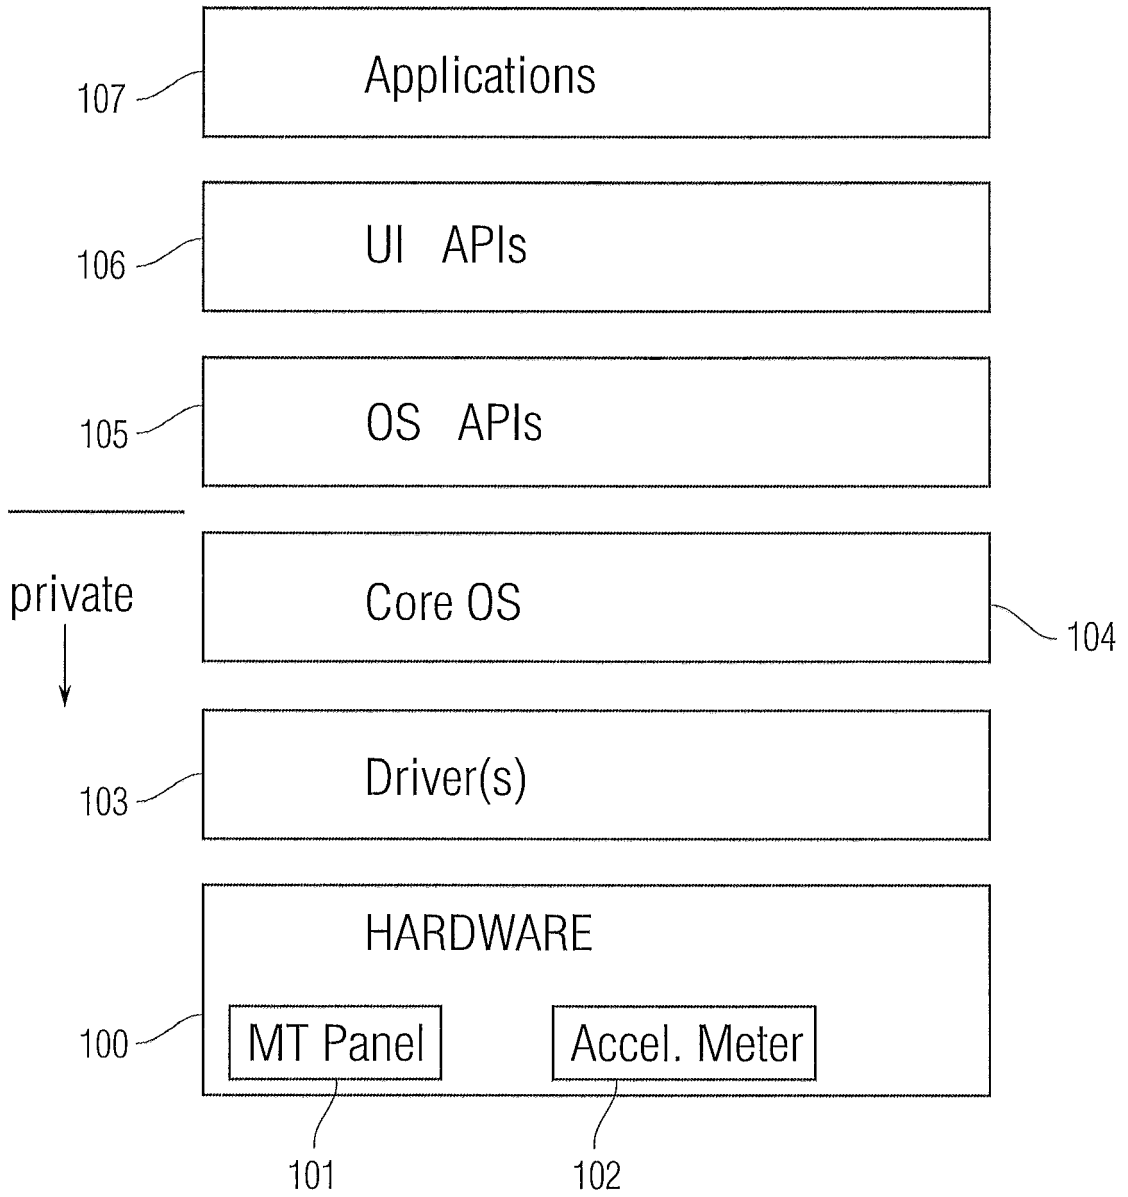 Applications
107
UI APIs
106
OS APIs
105
private
Core OS
104
Driver(s)
103
HARDWARE
100
MT Panel
Accel. Meter
101
102